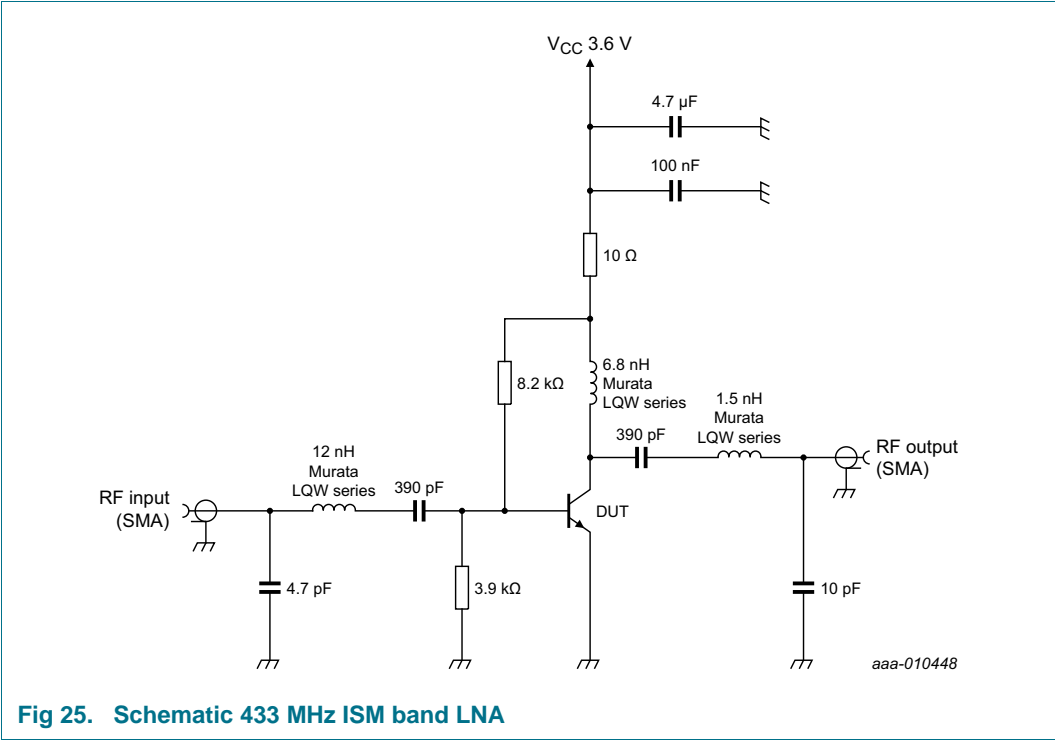 VCC 3.6 V
4.7 μF
100 nF
10 Ω
8.2 kΩ
6.8 nH
Murata
LQW series
1.5 nH
Murata
LQW series
390 pF
RF output
(SMA)
12 nH
Murata
LQW series
390 pF
RF input
(SMA)
DUT
4.7 pF
3.9 kΩ
10 pF
aaa-010448
Fig 25. Schematic 433 MHz ISM band LNA